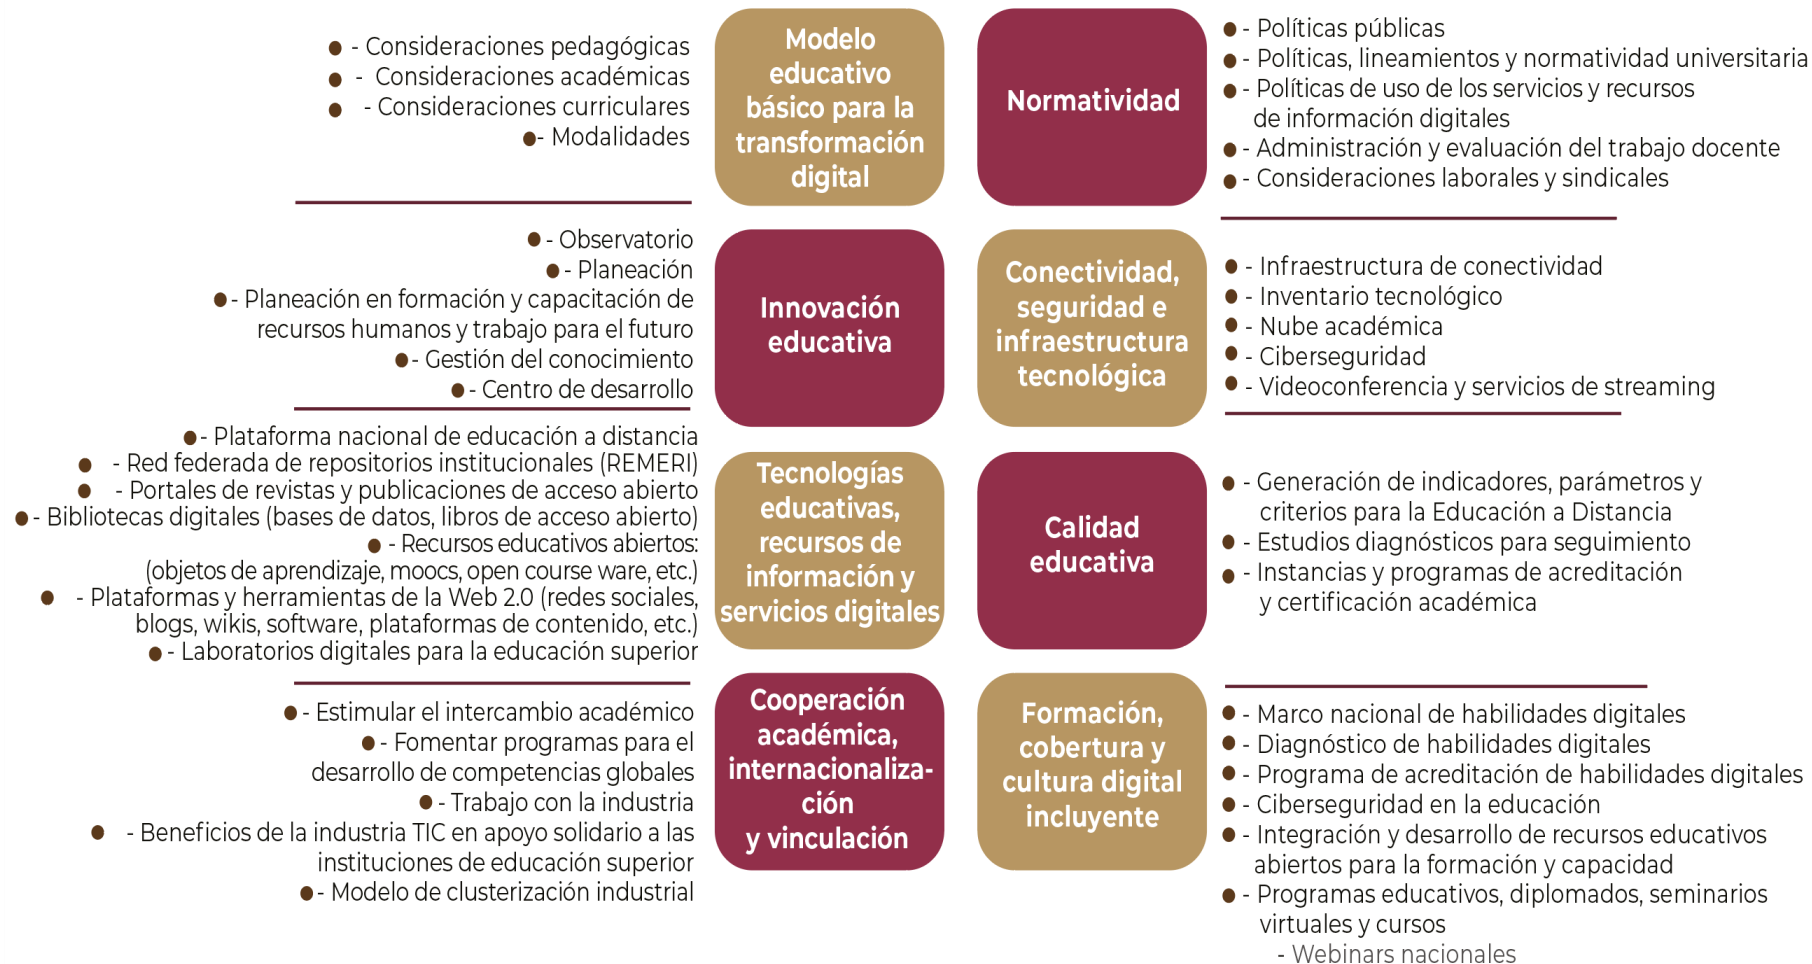 - Consideraciones pedagógicas
- Consideraciones académicas
- Consideraciones curriculares
- Modalidades
Modelo
educativo
básico para la
transformación
digital
Normatividad
- Políticas públicas
- Políticas, lineamientos y normatividad universitaria
- Políticas de uso de los servicios y recursos
de información digitales
- Administración y evaluación del trabajo docente
- Consideraciones laborales y sindicales
- Observatorio
- Planeación
- Planeación en formación y capacitación de
recursos humanos y trabajo para el futuro
- Gestión del conocimiento
- Centro de desarrollo
Innovación
educativa
Conectividad,
seguridad e
infraestructura
tecnológica
- Infraestructura de conectividad
- Inventario tecnológico
- Nube académica
- Ciberseguridad
- Videoconferencia y servicios de streaming
- Plataforma nacional de educación a distancia
- Red federada de repositorios institucionales (REMERI)
- Portales de revistas y publicaciones de acceso abierto
- Bibliotecas digitales (bases de datos, libros de acceso abierto)
- Recursos educativos abiertos:
(objetos de aprendizaje, moocs, open course ware, etc.)
- Plataformas y herramientas de la Web 2.0 (redes sociales,
blogs, wikis, software, plataformas de contenido, etc.)
- Laboratorios digitales para la educación superior
Tecnologías
educativas,
recursos de
información y
servicios digitales
Calidad
educativa
- Generación de indicadores, parámetros y
criterios para la Educación a Distancia
- Estudios diagnósticos para seguimiento
- Instancias y programas de acreditación
y certificación académica
- Estimular el intercambio académico
- Fomentar programas para el
desarrollo de competencias globales
- Trabajo con la industria
- Beneficios de la industria TIC en apoyo solidario a las
instituciones de educación superior
- Modelo de clusterización industrial
Cooperación
académica,
internacionaliza-
ción
y vinculación
Formación,
cobertura y
cultura digital
incluyente
- Marco nacional de habilidades digitales
- Diagnóstico de habilidades digitales
- Programa de acreditación de habilidades digitales
- Ciberseguridad en la educación
- Integración y desarrollo de recursos educativos
abiertos para la formación y capacidad
- Programas educativos, diplomados, seminarios
virtuales y cursos
- Webinars nacionales